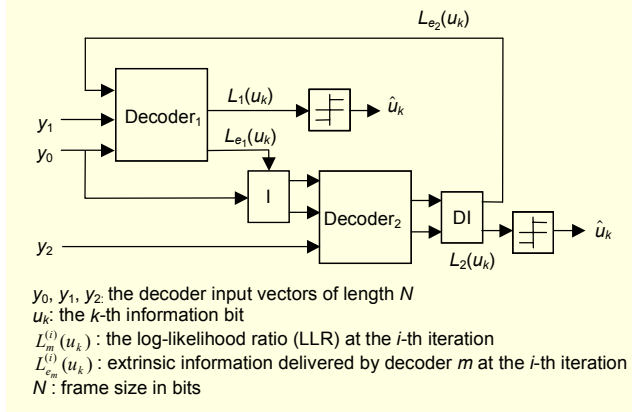 Lₑ₂(uₖ)
Decoder₁
L₁(uₖ)
ûₖ
y₁
Lₑ₁(uₖ)
y₀
I
Decoder₂
DI
ûₖ
y₂
L₂(uₖ)
y₀, y₁, y₂: the decoder input vectors of length N
uₖ: the k-th information bit
Lₘ⁽ⁱ⁾(uₖ) : the log-likelihood ratio (LLR) at the i-th iteration
Lₑₘ⁽ⁱ⁾(uₖ) : extrinsic information delivered by decoder m at the i-th iteration
N : frame size in bits